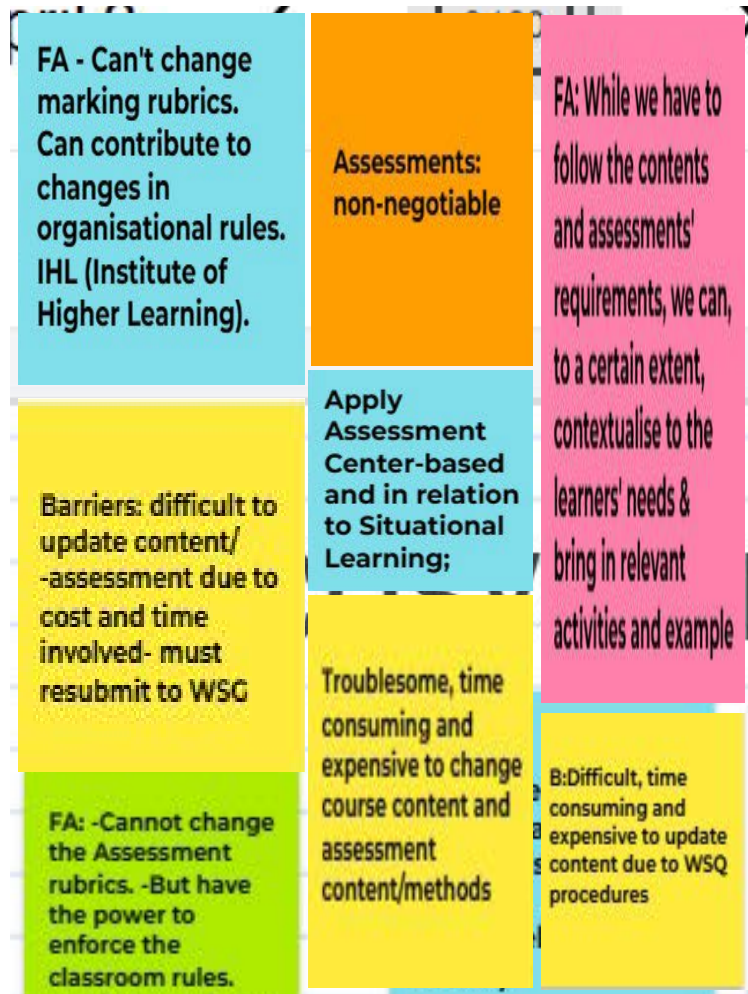 FA - Can't change
marking rubrics.
Can contribute to
changes in
organisational rules.
IHL (Institute of
Higher Learning).
Assessments:
non-negotiable
FA: While we have to
follow the contents
and assessments'
requirements, we can,
to a certain extent,
contextualise to the
learners' needs &
bring in relevant
activities and example
Barriers: difficult to
update content/
-assessment due to
cost and time
involved- must
resubmit to WSG
Apply
Assessment
Center-based
and in relation
to Situational
Learning;
Troublesome, time
consuming and
expensive to change
course content and
assessment
content/methods
B:Difficult, time
consuming and
expensive to update
content due to WSQ
procedures
FA: -Cannot change
the Assessment
rubrics. -But have
the power to
enforce the
classroom rules.